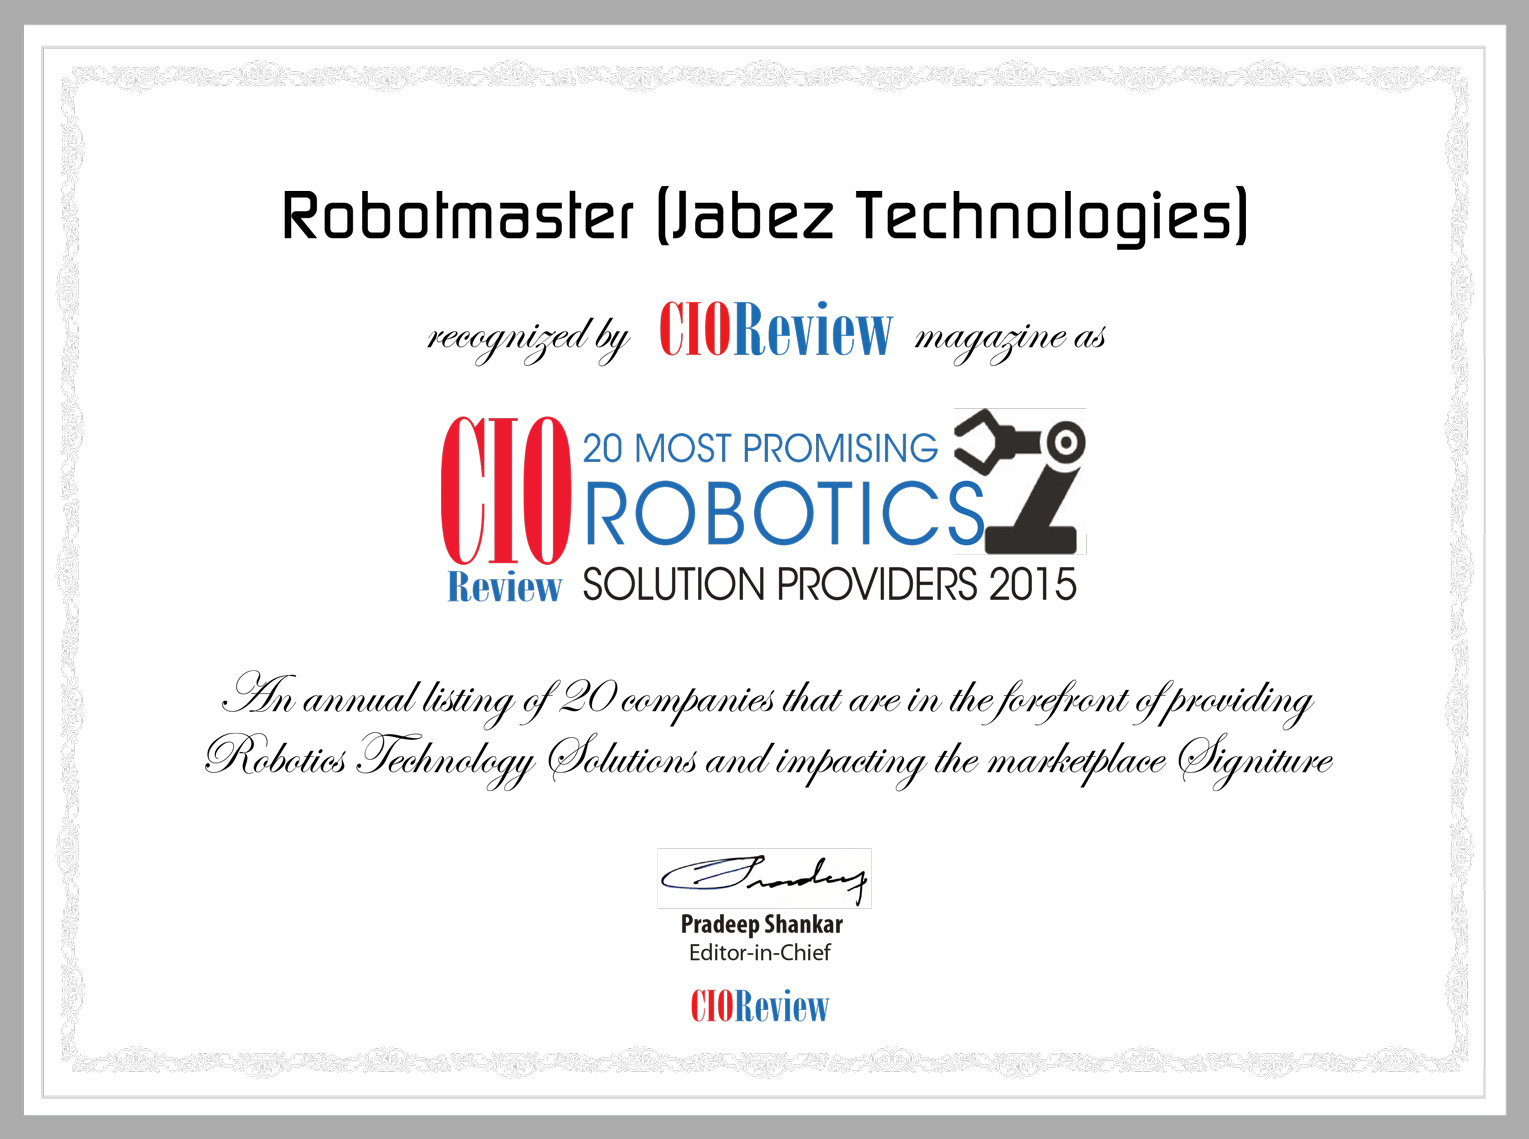 Robotmaster (Jabez Technologies)
recognized by CIOReview magazine as
CIO Review
20 MOST PROMISING
ROBOTICS
SOLUTION PROVIDERS 2015
An annual listing of 20 companies that are in the forefront of providing
Robotics Technology Solutions and impacting the marketplace Signiture
Pradeep
Pradeep Shankar
Editor-in-Chief
CIOReview